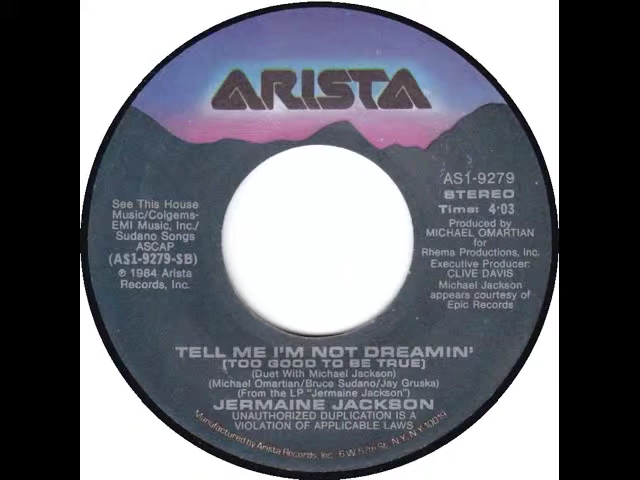 ARISTA
See This House
Music/Colgems-
EMI Music, Inc./
Sudano Songs
ASCAP
(AS1-9279-SB)
℗ 1984 Arista
Records, Inc.
AS1-9279
STEREO
Time: 4:03
Produced by
MICHAEL OMARTIAN
for
Rhema Productions, Inc.
Executive Producer:
CLIVE DAVIS
Michael Jackson
appears courtesy of
Epic Records
TELL ME I'M NOT DREAMIN'
(TOO GOOD TO BE TRUE)
(Duet With Michael Jackson)
(Michael Omartian/Bruce Sudano/Jay Gruska)
(From the LP "Jermaine Jackson")
JERMAINE JACKSON
UNAUTHORIZED DUPLICATION IS A
VIOLATION OF APPLICABLE LAWS
Manufactured by Arista Records, Inc. 6 W 57th St., N.Y., N.Y. 10019